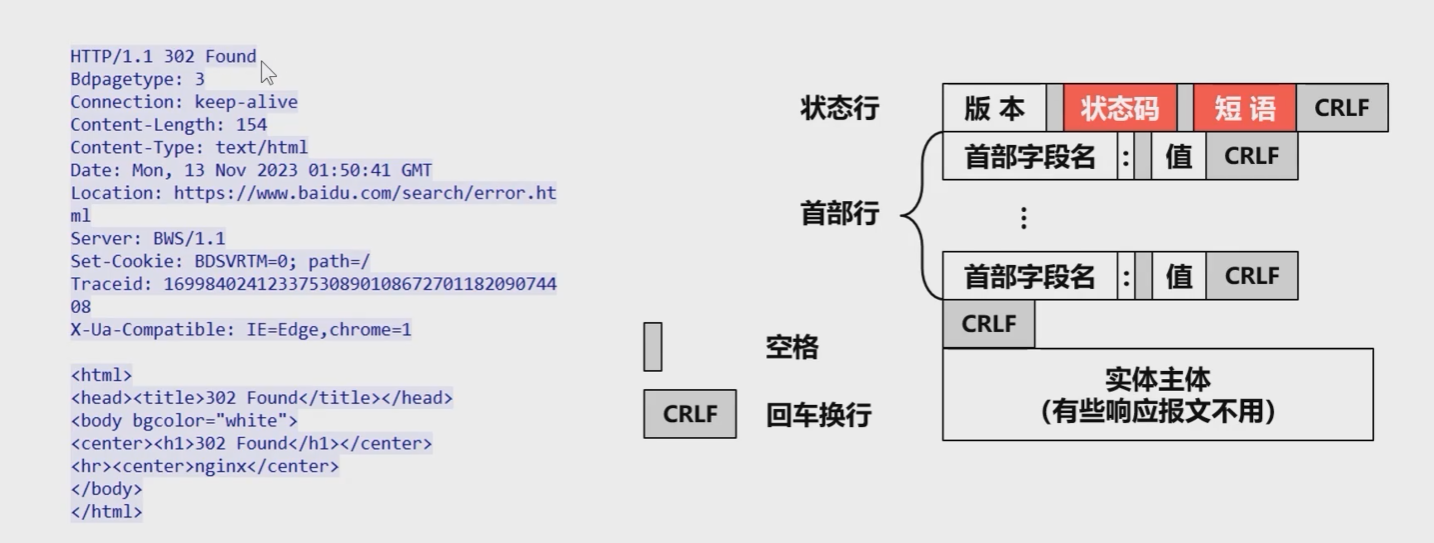 HTTP/1.1 302 Found
Bdpagetype: 3
Connection: keep-alive
Content-Length: 154
Content-Type: text/html
Date: Mon, 13 Nov 2023 01:50:41 GMT
Location: https://www.baidu.com/search/error.ht
ml
Server: BWS/1.1
Set-Cookie: BDSVRTM=0; path=/
Traceid: 16998402412337530890108672701182090744
08
X-Ua-Compatible: IE=Edge,chrome=1
<html>
<head><title>302 Found</title></head>
<body bgcolor="white">
<center><h1>302 Found</h1></center>
<hr><center>nginx</center>
</body>
</html>
状态行 版本 状态码 短语 CRLF
首部字段名 : 值 CRLF
首部行
⋮
首部字段名 : 值 CRLF
CRLF
实体主体
(有些响应报文不用)
空格
CRLF 回车换行